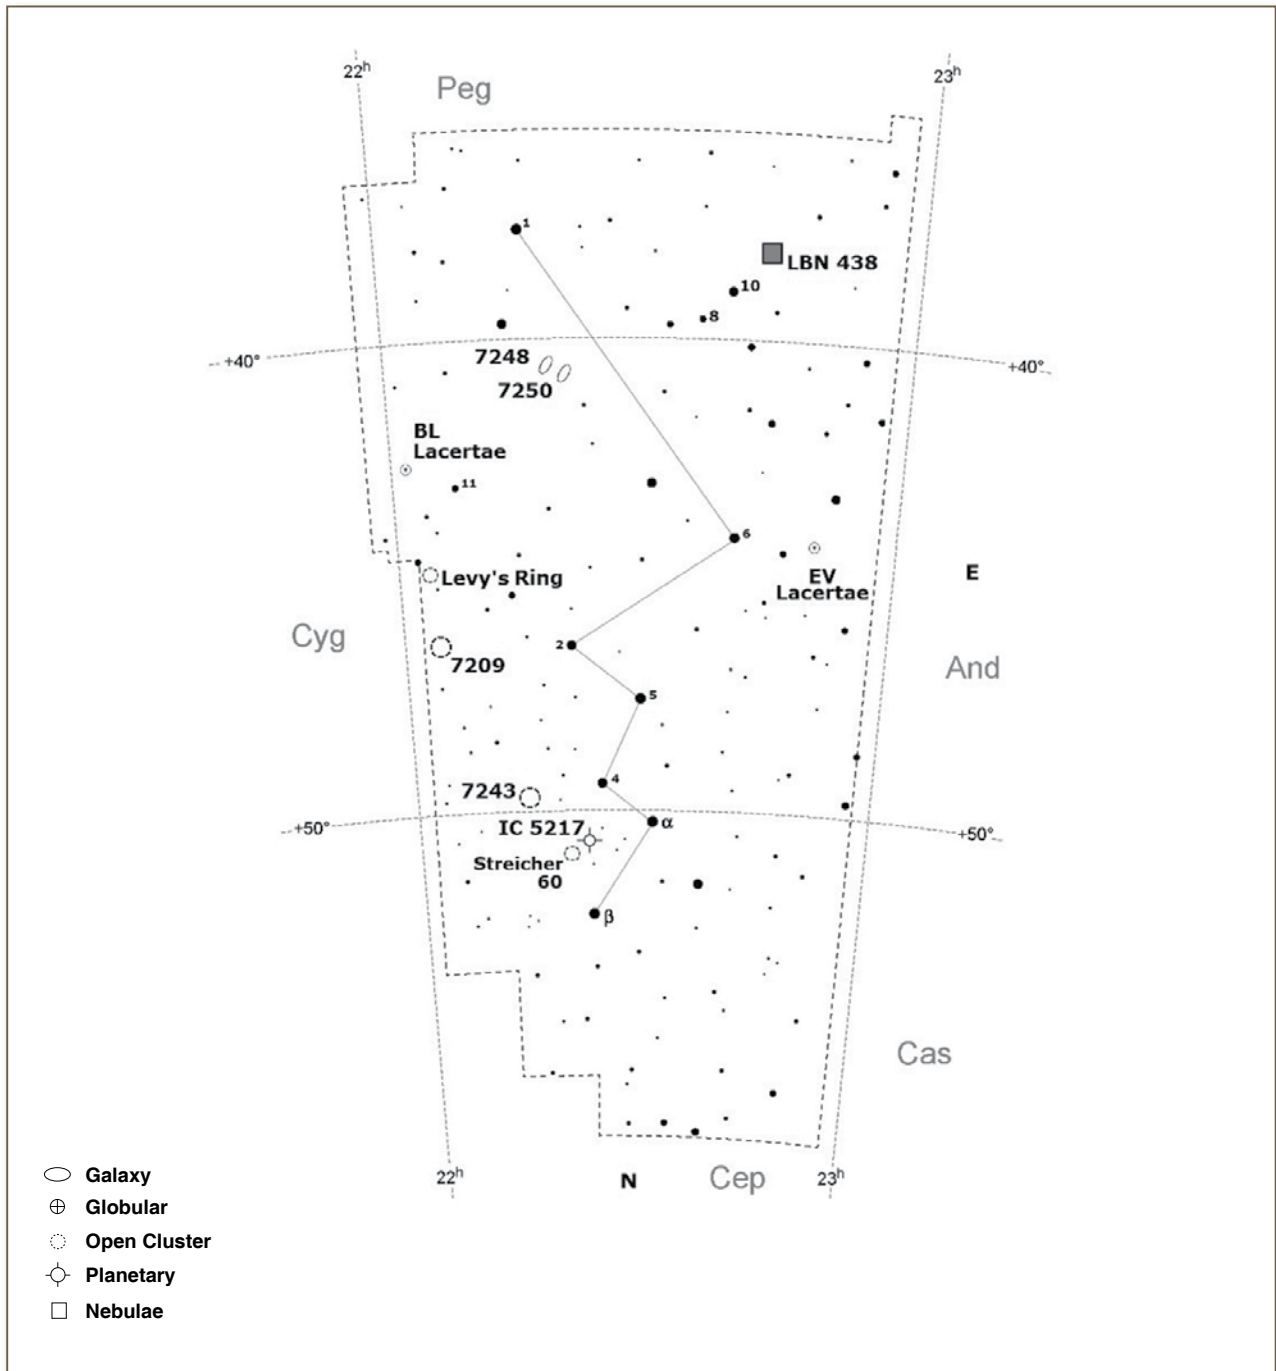 22h
23h
Peg
1
LBN 438
10
8
+40°
+40°
7248
7250
BL
Lacertae
11
6
EV
Lacertae
E
Levy's Ring
Cyg
2
7209
And
5
4
7243
α
+50°
IC 5217
+50°
Streicher
60
β
Cas
22h
N
Cep
23h
Galaxy
Globular
Open Cluster
Planetary
Nebulae